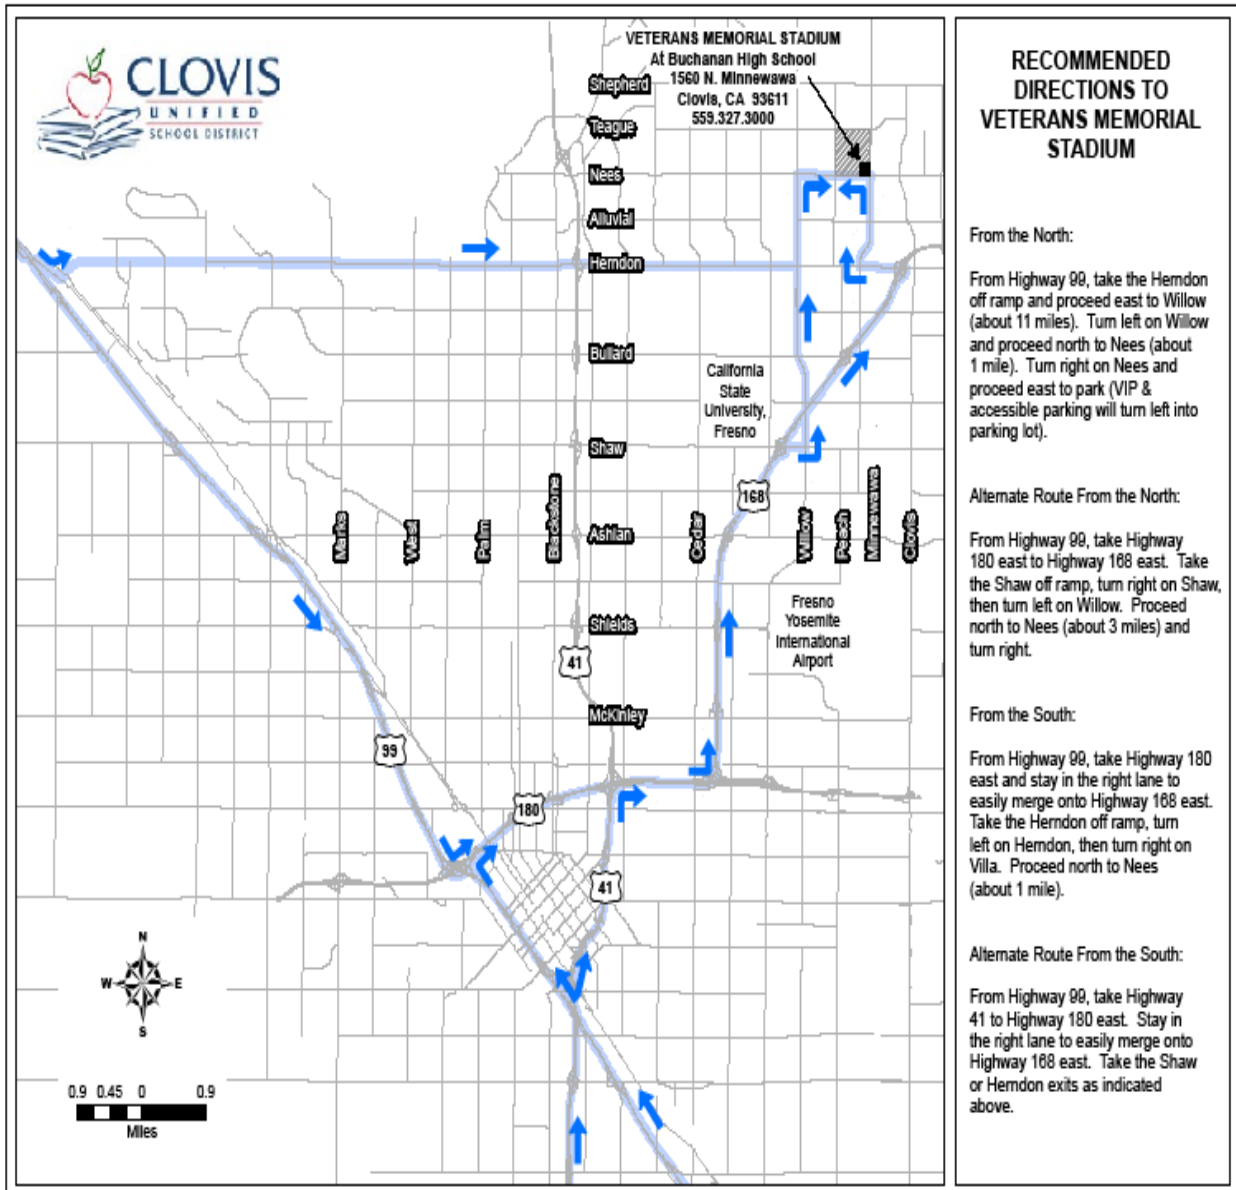 CLOVIS
UNIFIED
SCHOOL DISTRICT
VETERANS MEMORIAL STADIUM
At Buchanan High School
1560 N. Minnewawa
Clovis, CA 93611
559.327.3000
Shepherd
Teague
Nees
Alluvial
Herndon
Bullard
California
State
University,
Fresno
Shaw
168
Marks
West
Palm
Blackstone
Ashlan
Cedar
Willow
Peach
Minnewawa
Clovis
Fresno
Yosemite
International
Airport
Shields
41
McKinley
99
180
41
N
W
E
S
0.9 0.45 0 0.9
Miles
RECOMMENDED
DIRECTIONS TO
VETERANS MEMORIAL
STADIUM
From the North:
From Highway 99, take the Herndon
off ramp and proceed east to Willow
(about 11 miles). Turn left on Willow
and proceed north to Nees (about
1 mile). Turn right on Nees and
proceed east to park (VIP &
accessible parking will turn left into
parking lot).
Alternate Route From the North:
From Highway 99, take Highway
180 east to Highway 168 east. Take
the Shaw off ramp, turn right on Shaw,
then turn left on Willow. Proceed
north to Nees (about 3 miles) and
turn right.
From the South:
From Highway 99, take Highway 180
east and stay in the right lane to
easily merge onto Highway 168 east.
Take the Herndon off ramp, turn
left on Herndon, then turn right on
Villa. Proceed north to Nees
(about 1 mile).
Alternate Route From the South:
From Highway 99, take Highway
41 to Highway 180 east. Stay in
the right lane to easily merge onto
Highway 168 east. Take the Shaw
or Herndon exits as indicated
above.